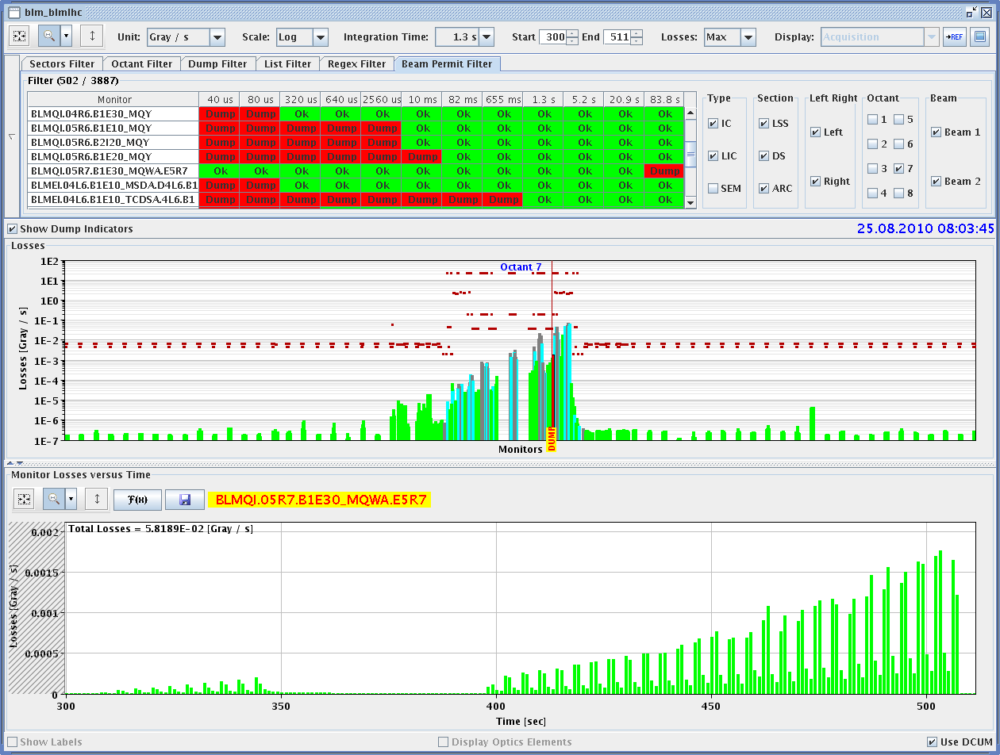 blm_blmlhc
Unit: Gray / s Scale: Log Integration Time: 1.3 s Start 300 End 511 Losses: Max Display: Acquisition →REF
Sectors Filter Octant Filter Dump Filter List Filter Regex Filter Beam Permit Filter
Filter (502 / 3887)
Monitor 40 us 80 us 320 us 640 us 2560 us 10 ms 82 ms 655 ms 1.3 s 5.2 s 20.9 s 83.8 s
BLMQI.04R6.B1E30_MQY Dump Dump Ok Ok Ok Ok Ok Ok Ok Ok Ok Ok
BLMQI.05R6.B1E10_MQY Dump Dump Dump Dump Dump Ok Ok Ok Ok Ok Ok Ok
BLMQI.05R6.B2I20_MQY Dump Dump Dump Dump Dump Ok Ok Ok Ok Ok Ok Ok
BLMQI.05R6.B1E20_MQY Dump Dump Dump Dump Dump Dump Ok Ok Ok Ok Ok Ok
BLMQI.05R7.B1E30_MQWA.E5R7 Ok Ok Ok Ok Ok Ok Ok Ok Ok Ok Ok Dump
BLMEI.04L6.B1E10_MSDA.D4L6.B1 Dump Dump Ok Ok Ok Ok Ok Ok Ok Ok Ok Ok
BLMEI.04L6.B1E10_TCDSA.4L6.B1 Dump Dump Dump Dump Dump Dump Dump Dump Ok Ok Ok Ok
Type Section Left Right Octant Beam
IC LSS Left 1 5 Beam 1
LIC DS 2 6
3 7
SEM ARC Right 4 8 Beam 2
Show Dump Indicators 25.08.2010 08:03:45
Losses
Octant 7
Losses [Gray / s]
1E2
1E1
1E0
1E-1
1E-2
1E-3
1E-4
1E-5
1E-6
1E-7
DUMP
Monitors
Monitor Losses versus Time
F(x) BLMQI.05R7.B1E30_MQWA.E5R7
Total Losses = 5.8189E-02 [Gray / s]
Losses [Gray / s]
0.002
0.0015
0.001
0.0005
0
300 350 400 450 500
Time [sec]
Show Labels Display Optics Elements Use DCUM